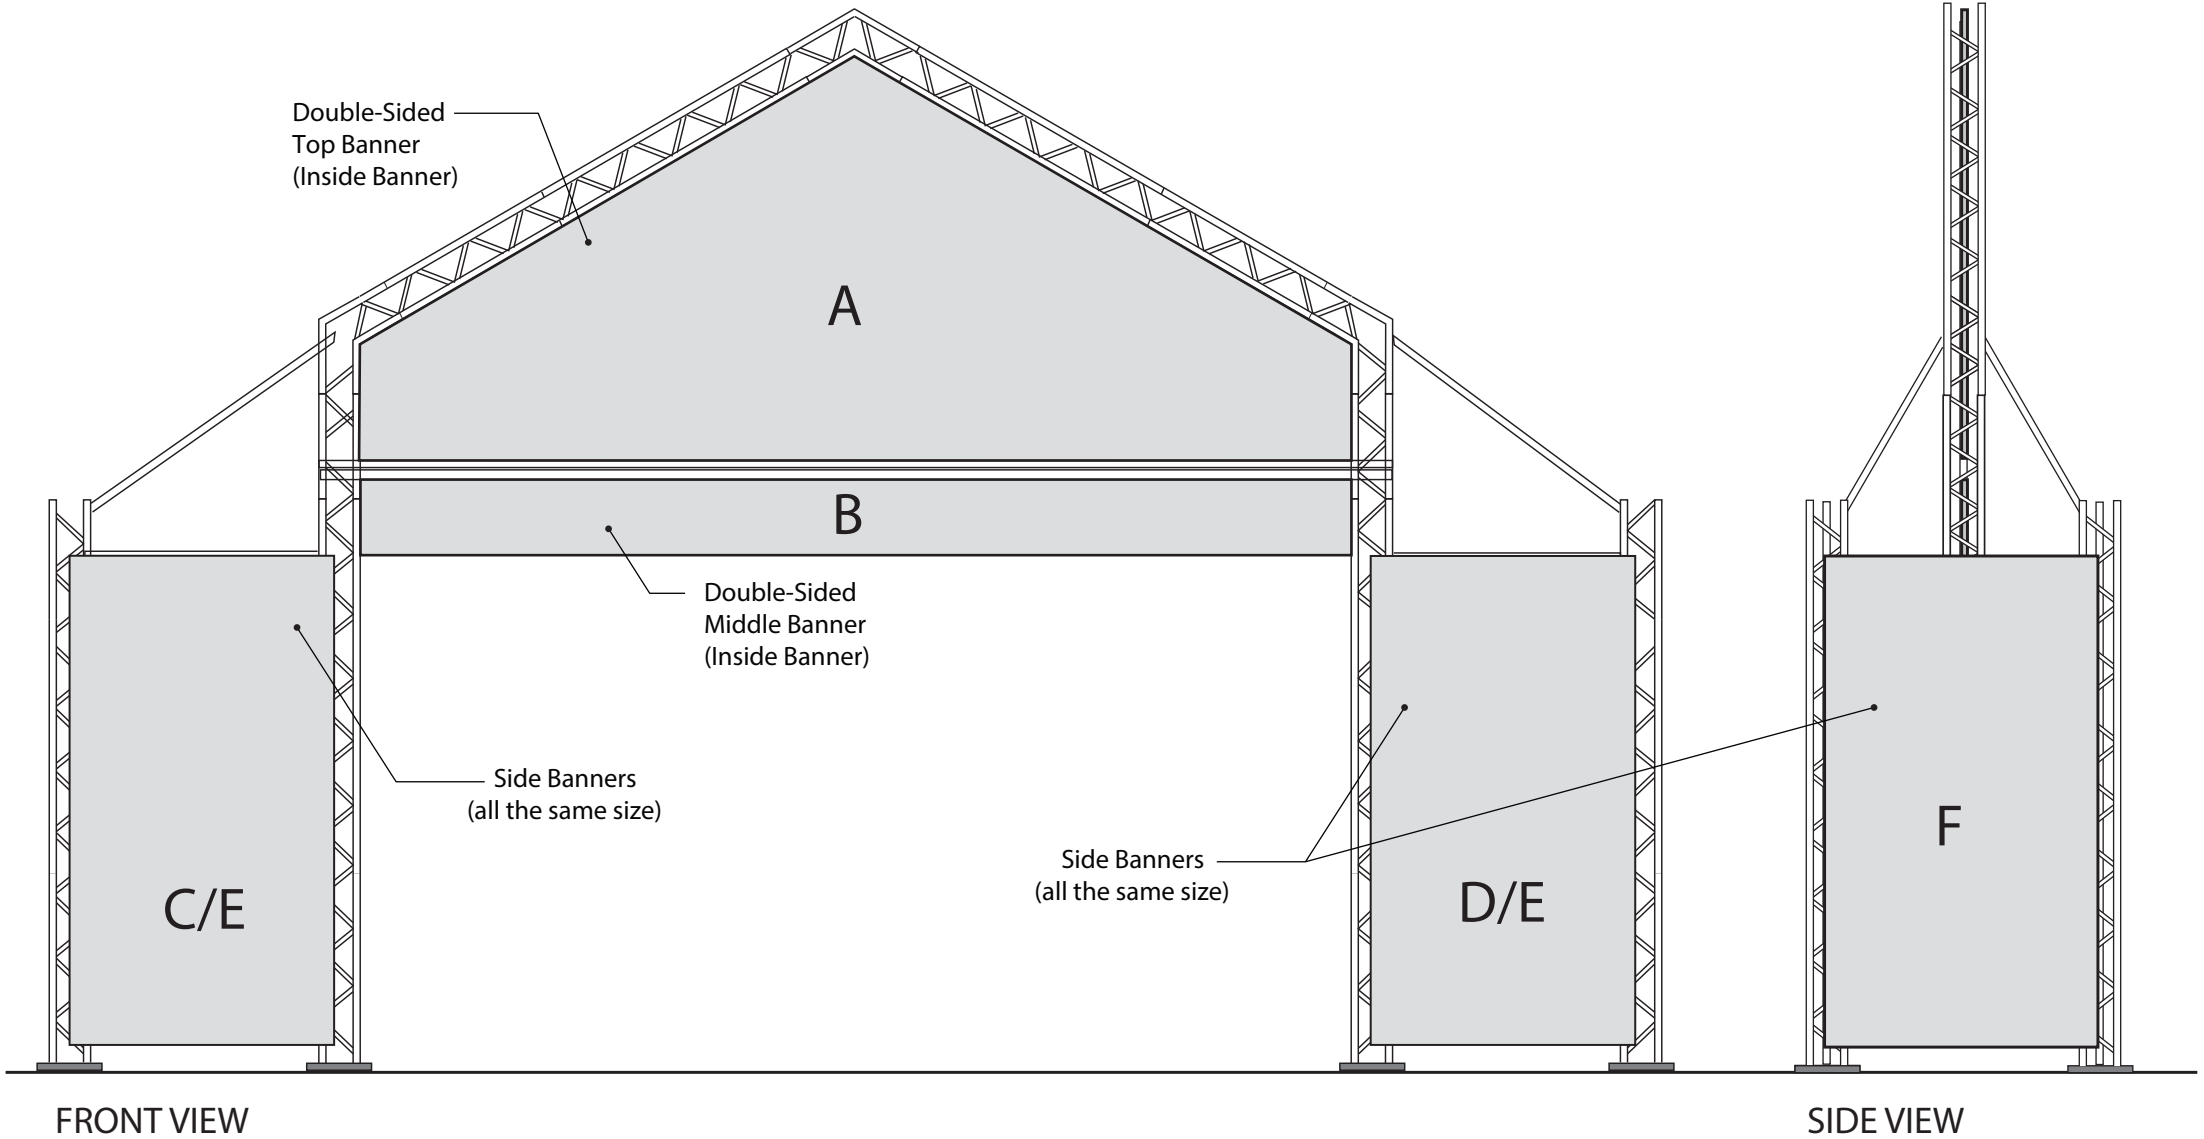 Double-Sided
Top Banner
(Inside Banner)
A
B
Double-Sided
Middle Banner
(Inside Banner)
Side Banners
(all the same size)
Side Banners
(all the same size)
C/E
D/E
F
FRONT VIEW
SIDE VIEW